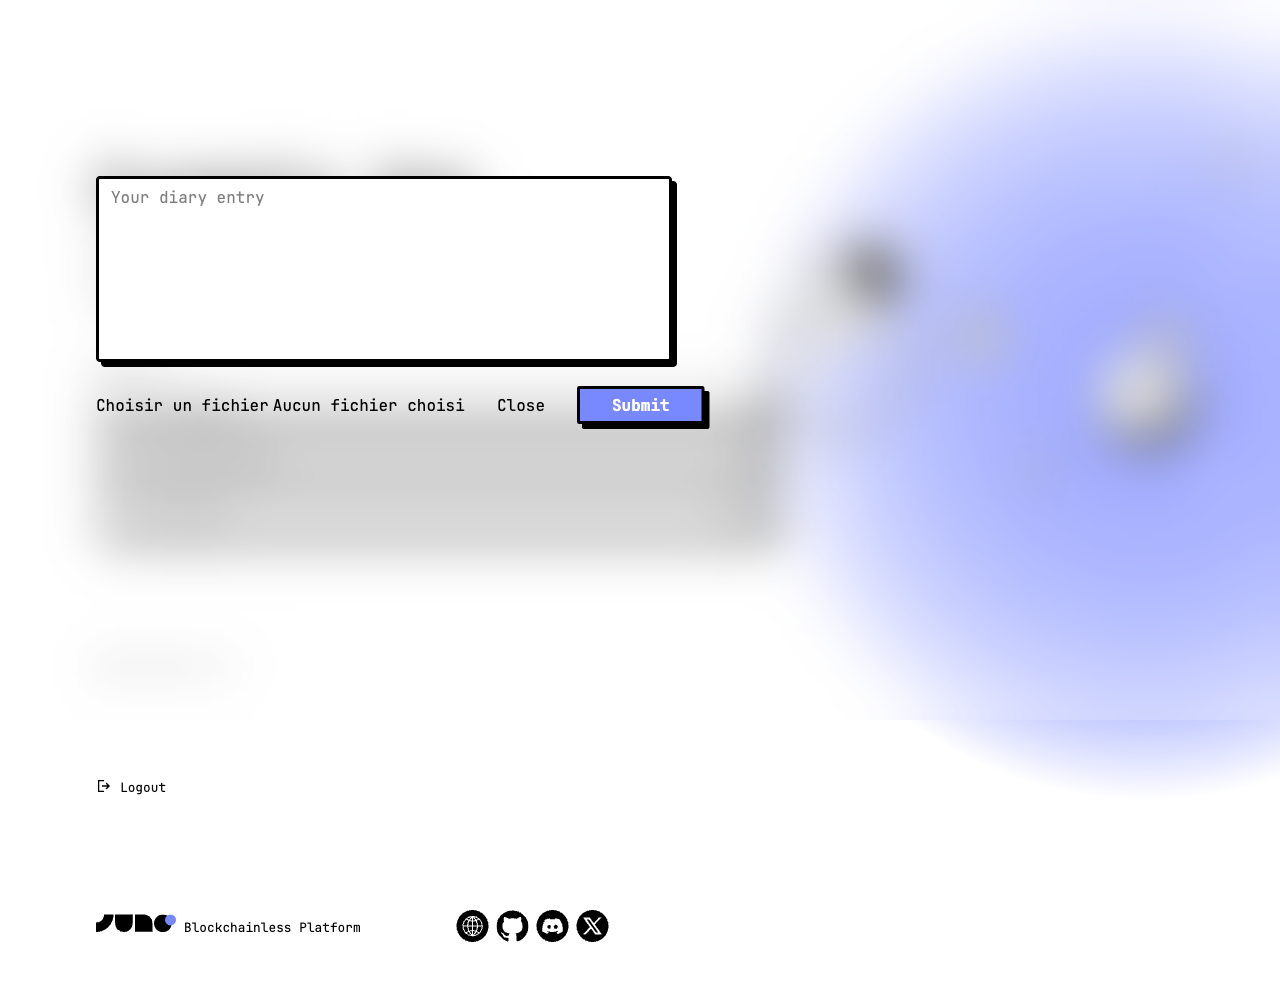 Your diary entry
Choisir un fichier Aucun fichier choisi Close Submit
Logout
JUNO Blockchainless Platform